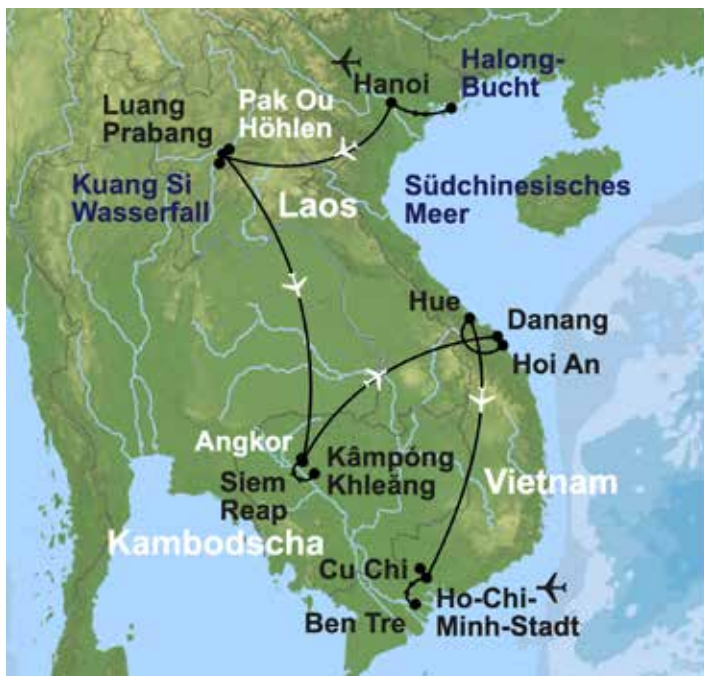 Hanoi
Halong-
Bucht
Luang
Prabang
Pak Ou
Höhlen
Kuang Si
Wasserfall
Laos
Südchinesisches
Meer
Hue
Danang
Hoi An
Angkor
Siem
Reap
Kâmpóng
Khleăng
Vietnam
Kambodscha
Cu Chi
Ho-Chi-
Minh-Stadt
Ben Tre